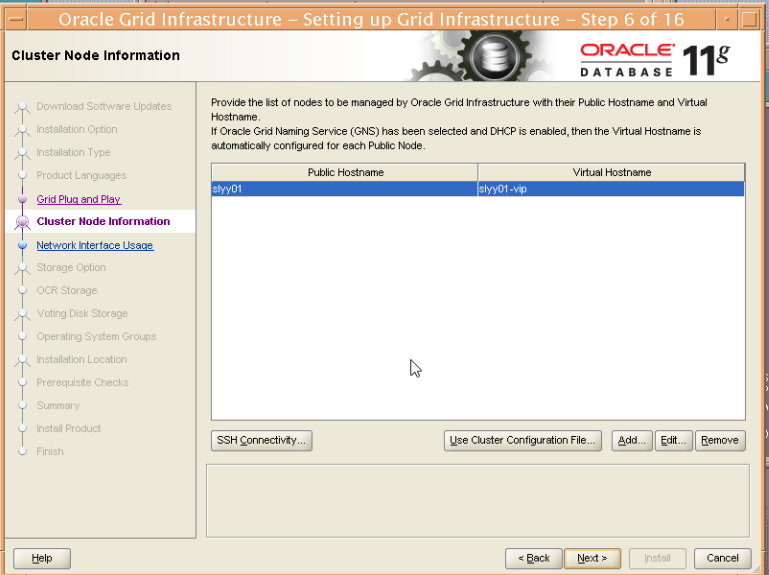 Oracle Grid Infrastructure – Setting up Grid Infrastructure – Step 6 of 16
Cluster Node Information
ORACLE
DATABASE
11g
Download Software Updates
Installation Option
Installation Type
Product Languages
Grid Plug and Play
Cluster Node Information
Network Interface Usage
Storage Option
OCR Storage
Voting Disk Storage
Operating System Groups
Installation Location
Prerequisite Checks
Summary
Install Product
Finish
Provide the list of nodes to be managed by Oracle Grid Infrastructure with their Public Hostname and Virtual
Hostname.
If Oracle Grid Naming Service (GNS) has been selected and DHCP is enabled, then the Virtual Hostname is
automatically configured for each Public Node.
Public Hostname Virtual Hostname
slyy01 slyy01-vip
SSH Connectivity... Use Cluster Configuration File... Add... Edit... Remove
Help < Back Next > Install Cancel